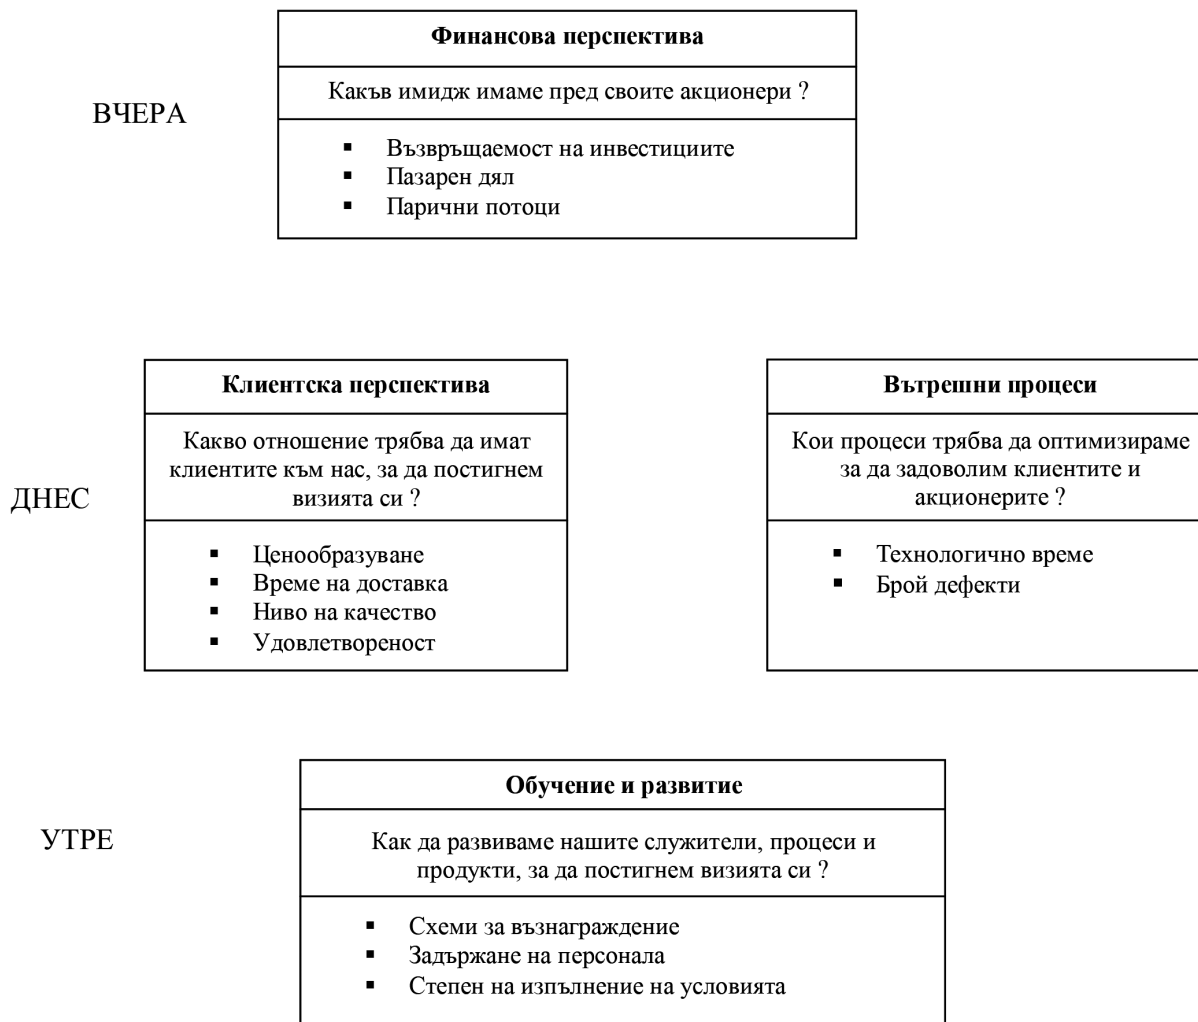 Финансова перспектива
Какъв имидж имаме пред своите акционери ?
ВЧЕРА
▪ Възвръщаемост на инвестициите
▪ Пазарен дял
▪ Парични потоци
Клиентска перспектива
Какво отношение трябва да имат
клиентите към нас, за да постигнем
визията си ?
ДНЕС
▪ Ценообразуване
▪ Време на доставка
▪ Ниво на качество
▪ Удовлетвореност
Вътрешни процеси
Кои процеси трябва да оптимизираме
за да задоволим клиентите и
акционерите ?
▪ Технологично време
▪ Брой дефекти
Обучение и развитие
УТРЕ
Как да развиваме нашите служители, процеси и
продукти, за да постигнем визията си ?
▪ Схеми за възнаграждение
▪ Задържане на персонала
▪ Степен на изпълнение на условията